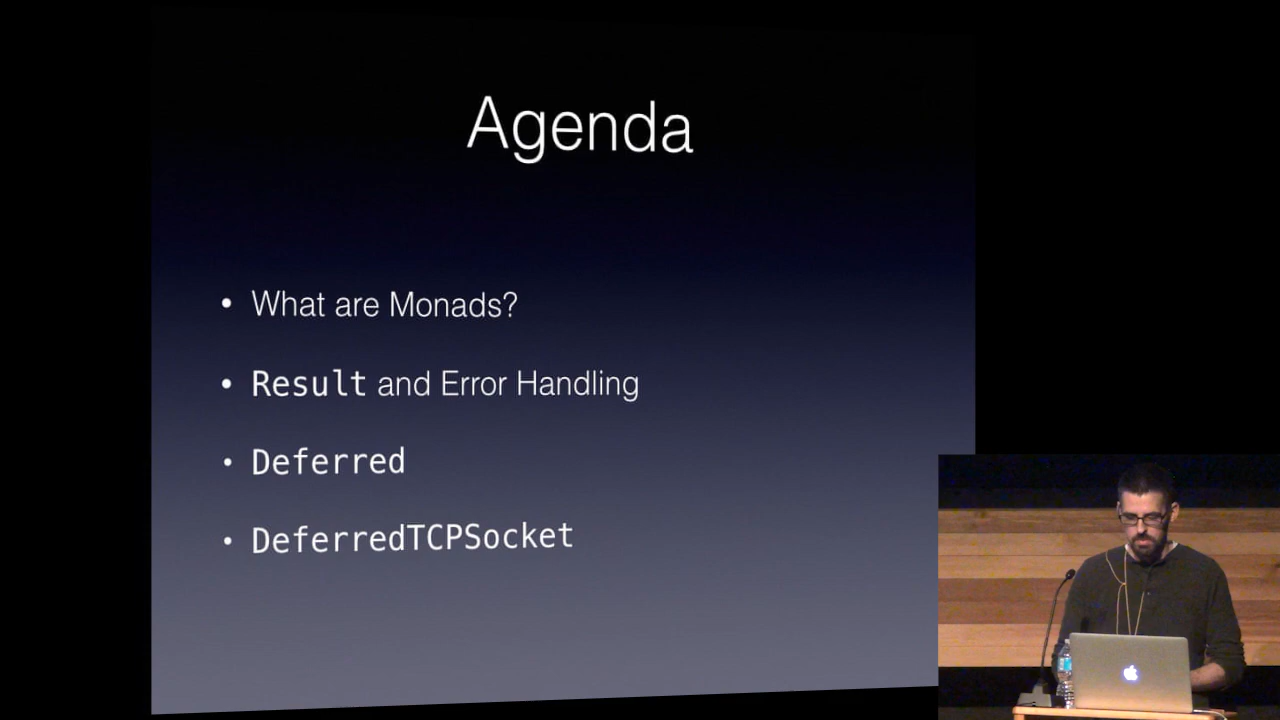 Agenda
• What are Monads?
• Result and Error Handling
• Deferred
• DeferredTCPSocket